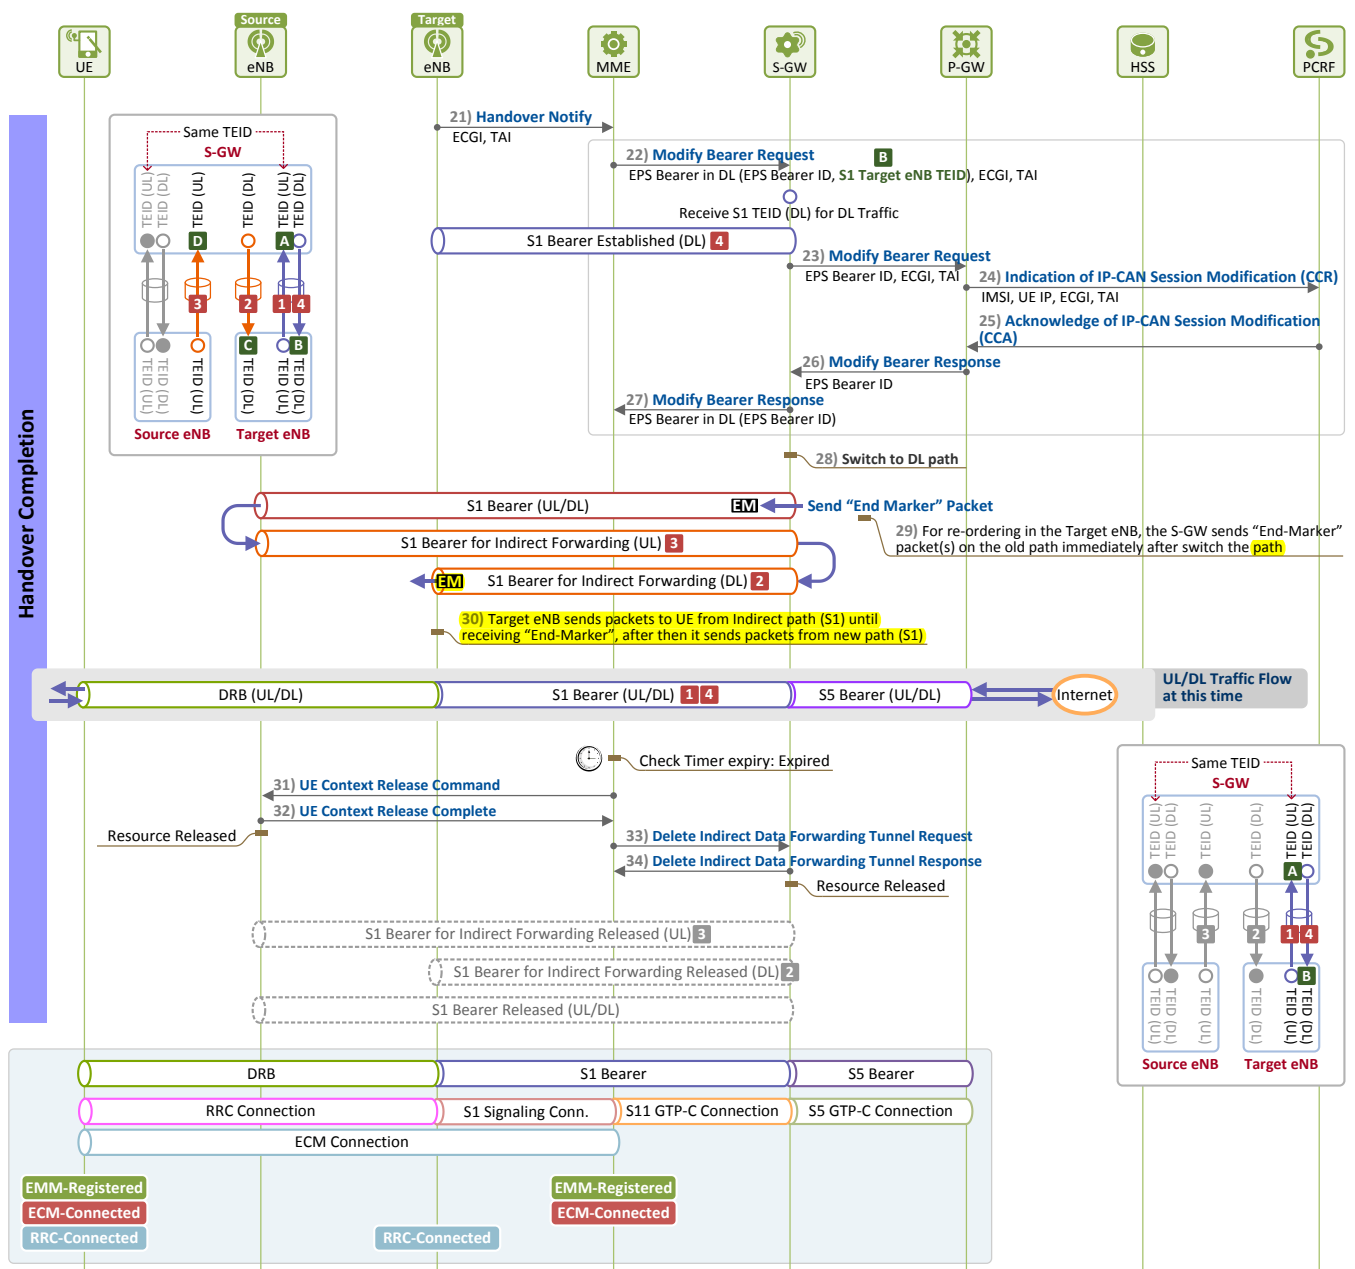 Source
Target
UE
eNB
eNB
MME
S-GW
P-GW
HSS
PCRF
Handover Completion
Same TEID
S-GW
TEID (UL)
TEID (DL)
TEID (UL)
TEID (DL)
TEID (UL)
TEID (DL)
D
A
3
2
1
4
C
B
TEID (UL)
TEID (DL)
TEID (UL)
TEID (DL)
TEID (UL)
TEID (DL)
Source eNB
Target eNB
21) Handover Notify
ECGI, TAI
22) Modify Bearer Request
B
EPS Bearer in DL (EPS Bearer ID, S1 Target eNB TEID), ECGI, TAI
Receive S1 TEID (DL) for DL Traffic
S1 Bearer Established (DL) 4
23) Modify Bearer Request
EPS Bearer ID, ECGI, TAI
24) Indication of IP-CAN Session Modification (CCR)
IMSI, UE IP, ECGI, TAI
25) Acknowledge of IP-CAN Session Modification
(CCA)
26) Modify Bearer Response
EPS Bearer ID
27) Modify Bearer Response
EPS Bearer in DL (EPS Bearer ID)
28) Switch to DL path
S1 Bearer (UL/DL)
EM
Send “End Marker” Packet
29) For re-ordering in the Target eNB, the S-GW sends “End-Marker”
packet(s) on the old path immediately after switch the path
S1 Bearer for Indirect Forwarding (UL) 3
EM
S1 Bearer for Indirect Forwarding (DL) 2
30) Target eNB sends packets to UE from Indirect path (S1) until
receiving “End-Marker”, after then it sends packets from new path (S1)
DRB (UL/DL)
S1 Bearer (UL/DL) 1 4
S5 Bearer (UL/DL)
Internet
UL/DL Traffic Flow
at this time
Check Timer expiry: Expired
31) UE Context Release Command
32) UE Context Release Complete
Resource Released
33) Delete Indirect Data Forwarding Tunnel Request
34) Delete Indirect Data Forwarding Tunnel Response
Resource Released
S1 Bearer for Indirect Forwarding Released (UL) 3
S1 Bearer for Indirect Forwarding Released (DL) 2
S1 Bearer Released (UL/DL)
Same TEID
S-GW
TEID (UL)
TEID (DL)
TEID (UL)
TEID (DL)
TEID (UL)
TEID (DL)
A
3
2
1
4
B
TEID (UL)
TEID (DL)
TEID (UL)
TEID (DL)
TEID (UL)
TEID (DL)
Source eNB
Target eNB
DRB
S1 Bearer
S5 Bearer
RRC Connection
S1 Signaling Conn.
S11 GTP-C Connection
S5 GTP-C Connection
ECM Connection
EMM-Registered
EMM-Registered
ECM-Connected
ECM-Connected
RRC-Connected
RRC-Connected